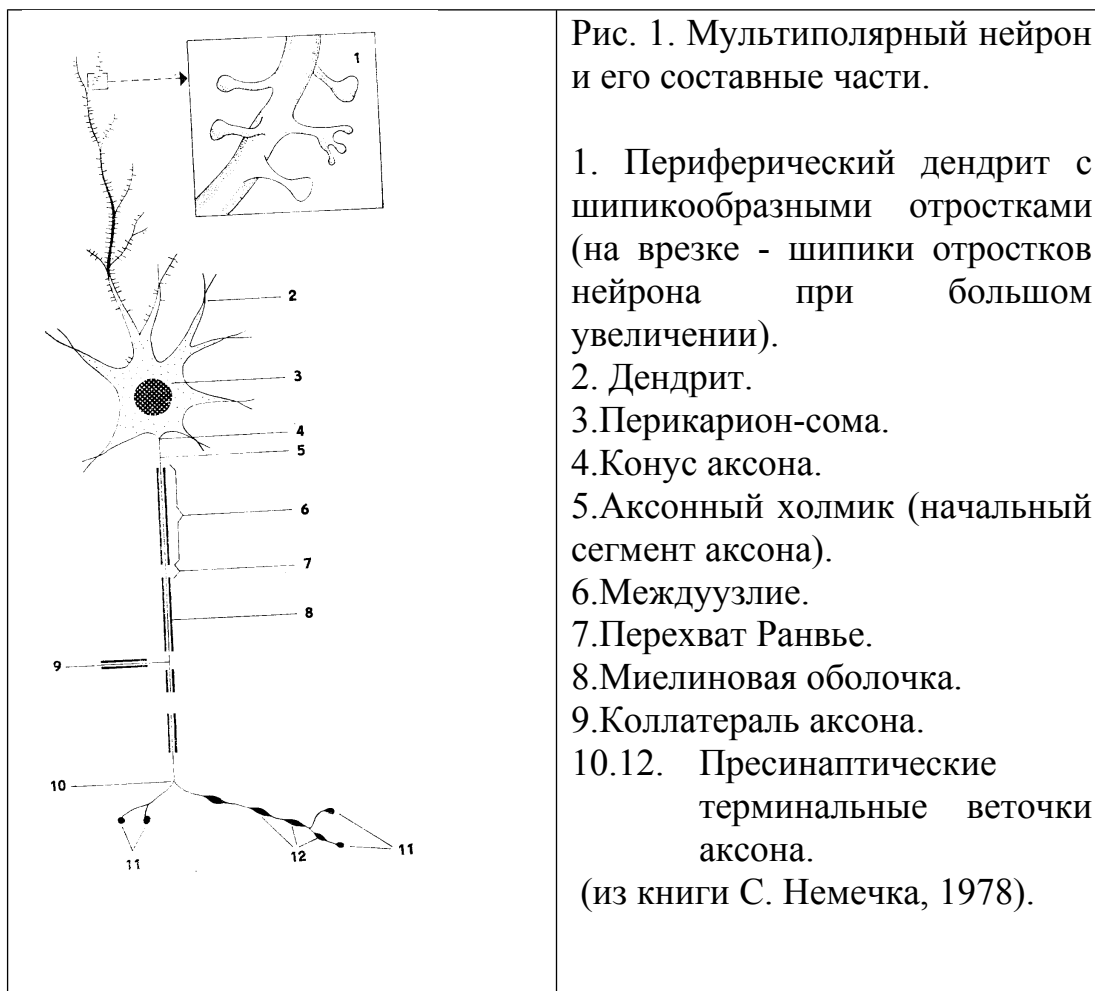 1
2
3
4
5
6
7
8
9
10
11
12
11
Рис. 1. Мультиполярный нейрон
и его составные части.
1. Периферический дендрит с
шипикообразными отростками
(на врезке - шипики отростков
нейрона при большом
увеличении).
2. Дендрит.
3.Перикарион-сома.
4.Конус аксона.
5.Аксонный холмик (начальный
сегмент аксона).
6.Междуузлие.
7.Перехват Ранвье.
8.Миелиновая оболочка.
9.Коллатераль аксона.
10.12. Пресинаптические
терминальные веточки
аксона.
(из книги С. Немечка, 1978).